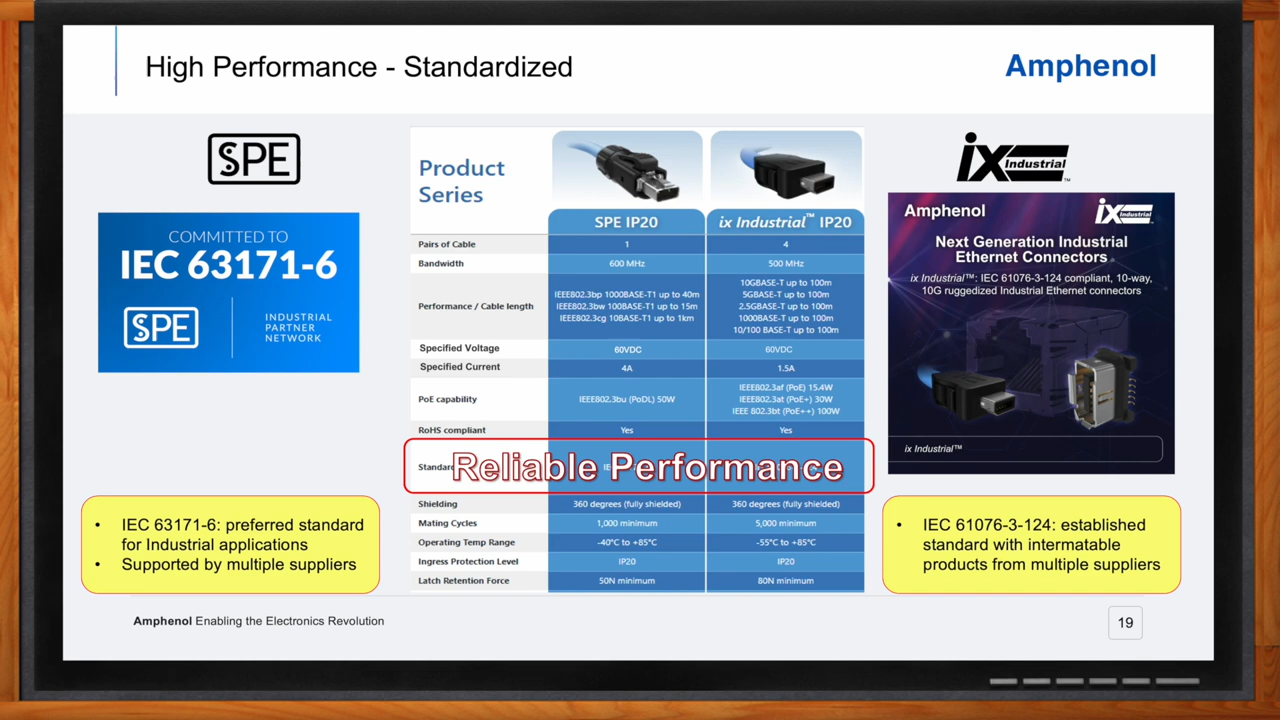 High Performance - Standardized
Amphenol
SPE
COMMITTED TO
IEC 63171-6
SPE
INDUSTRIAL
PARTNER
NETWORK
Product
Series
SPE IP20
ix Industrial™ IP20
Pairs of Cable 1 4
Bandwidth 600 MHz 500 MHz
Performance / Cable length
IEEE802.3bp 1000BASE-T1 up to 40m
IEEE802.3bw 100BASE-T1 up to 15m
IEEE802.3cg 10BASE-T1 up to 1km
10GBASE-T up to 100m
5GBASE-T up to 100m
2.5GBASE-T up to 100m
1000BASE-T up to 100m
10/100 BASE-T up to 100m
Specified Voltage 60VDC 60VDC
Specified Current 4A 1.5A
PoE capability
IEEE802.3bu (PoDL) 50W
IEEE802.3af (PoE) 15.4W
IEEE802.3at (PoE+) 30W
IEEE 802.3bt (PoE++) 100W
RoHS compliant Yes Yes
Reliable Performance
Shielding 360 degrees (fully shielded) 360 degrees (fully shielded)
Mating Cycles 1,000 minimum 5,000 minimum
Operating Temp Range -40°C to +85°C -55°C to +85°C
Ingress Protection Level IP20 IP20
Latch Retention Force 50N minimum 80N minimum
ix Industrial™
Amphenol
ix Industrial
Next Generation Industrial
Ethernet Connectors
ix Industrial™: IEC 61076-3-124 compliant, 10-way,
10G ruggedized Industrial Ethernet connectors
ix Industrial™
• IEC 63171-6: preferred standard
for Industrial applications
• Supported by multiple suppliers
• IEC 61076-3-124: established
standard with intermatable
products from multiple suppliers
Amphenol Enabling the Electronics Revolution
19